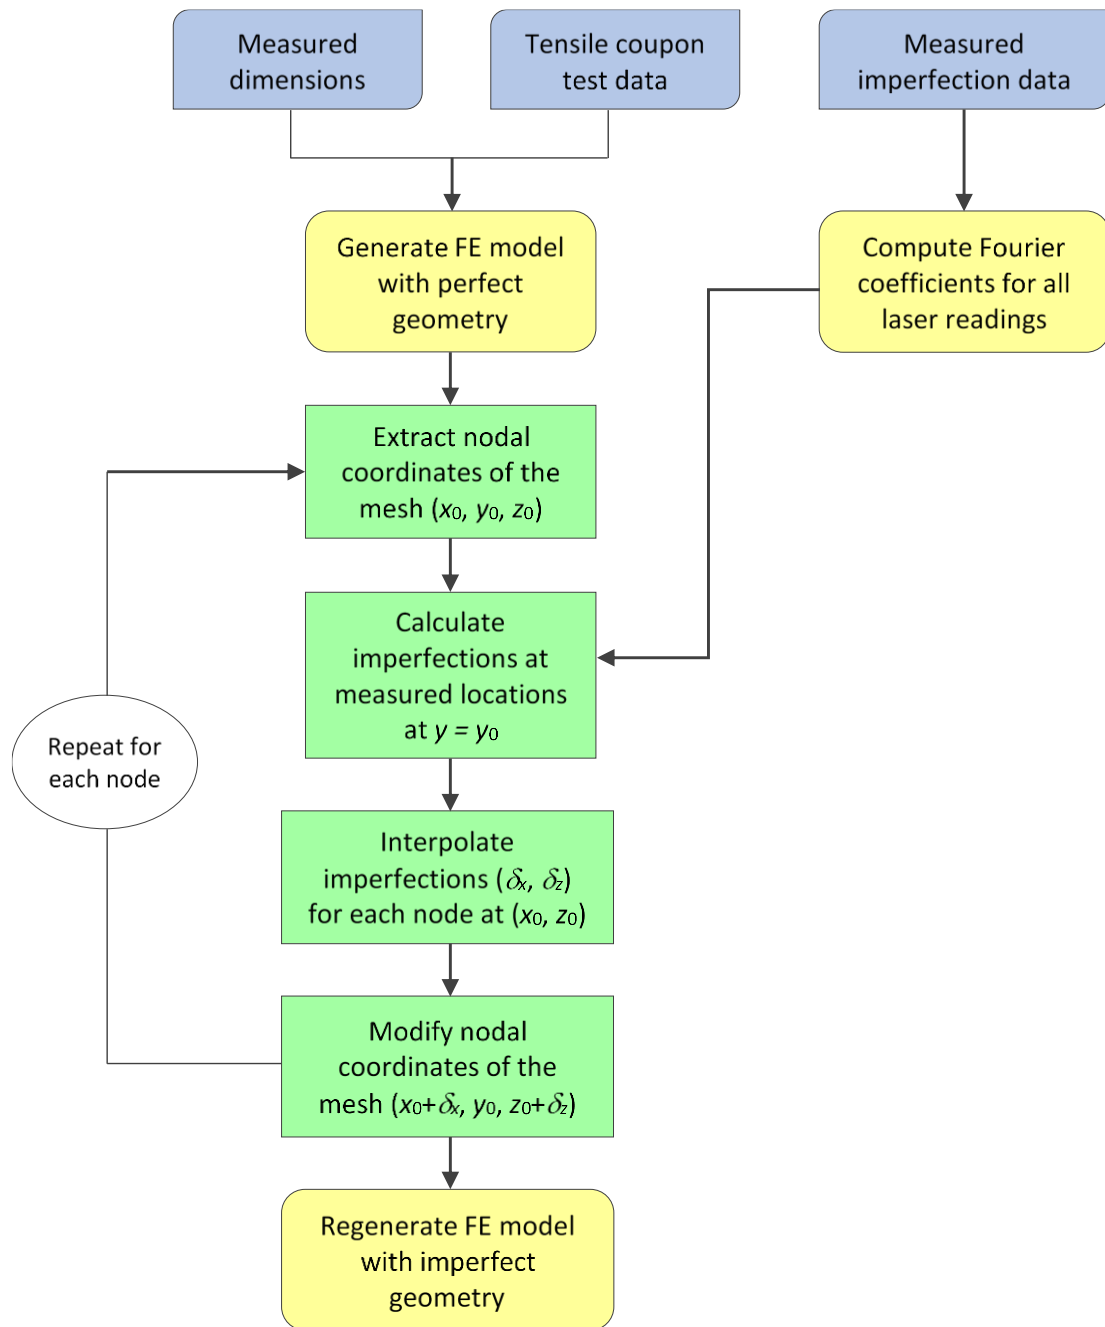 Measured
dimensions
Tensile coupon
test data
Measured
imperfection data
Generate FE model
with perfect
geometry
Compute Fourier
coefficients for all
laser readings
Extract nodal
coordinates of the
mesh (x₀, y₀, z₀)
Calculate
imperfections at
measured locations
at y = y₀
Repeat for
each node
Interpolate
imperfections (δₓ, δ_z)
for each node at (x₀, z₀)
Modify nodal
coordinates of the
mesh (x₀+δₓ, y₀, z₀+δ_z)
Regenerate FE model
with imperfect
geometry